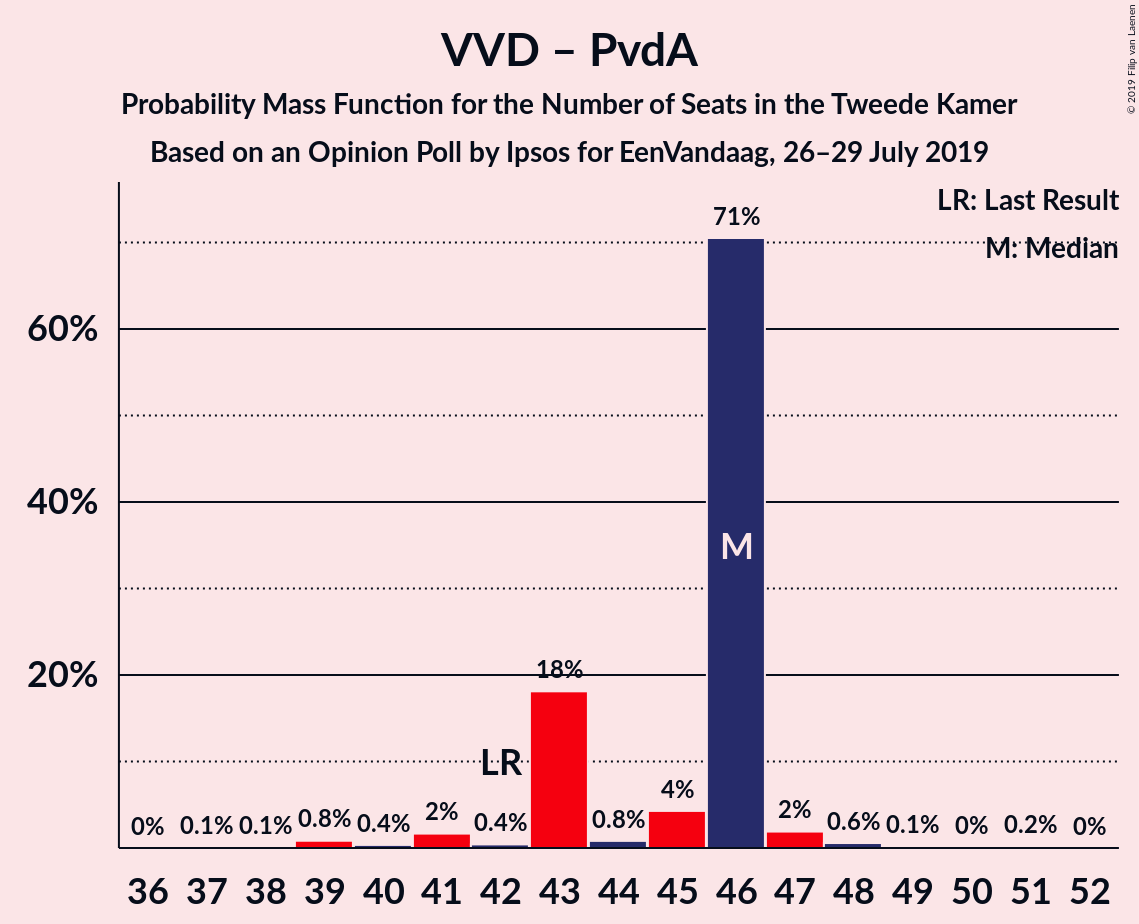 VVD – PvdA
Probability Mass Function for the Number of Seats in the Tweede Kamer
Based on an Opinion Poll by Ipsos for EenVandaag, 26–29 July 2019
© 2019 Filip van Laenen
LR: Last Result
M: Median
60%
40%
20%
0%
0.1%
0.1%
0.8%
0.4%
2%
0.4%
LR
18%
0.8%
4%
71%
M
2%
0.6%
0.1%
0%
0.2%
0%
36 37 38 39 40 41 42 43 44 45 46 47 48 49 50 51 52